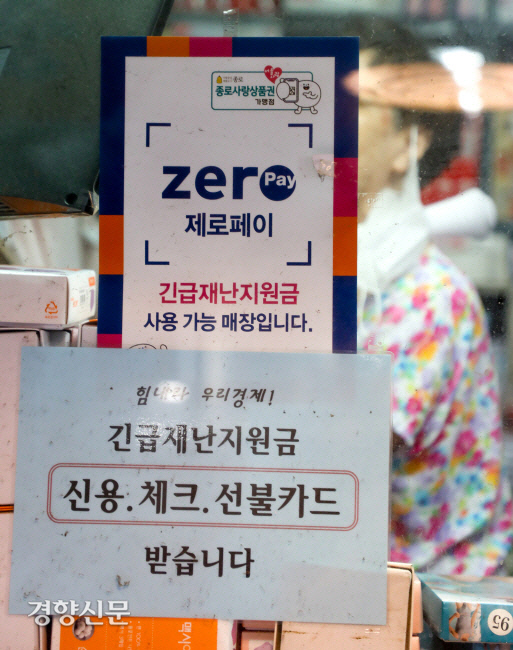 종로
종로사랑상품권
가맹점
zero Pay
제로페이
긴급재난지원금
사용 가능 매장입니다.
힘내라 우리경제!
긴급재난지원금
신용. 체크. 선불카드
받습니다
경향신문
95